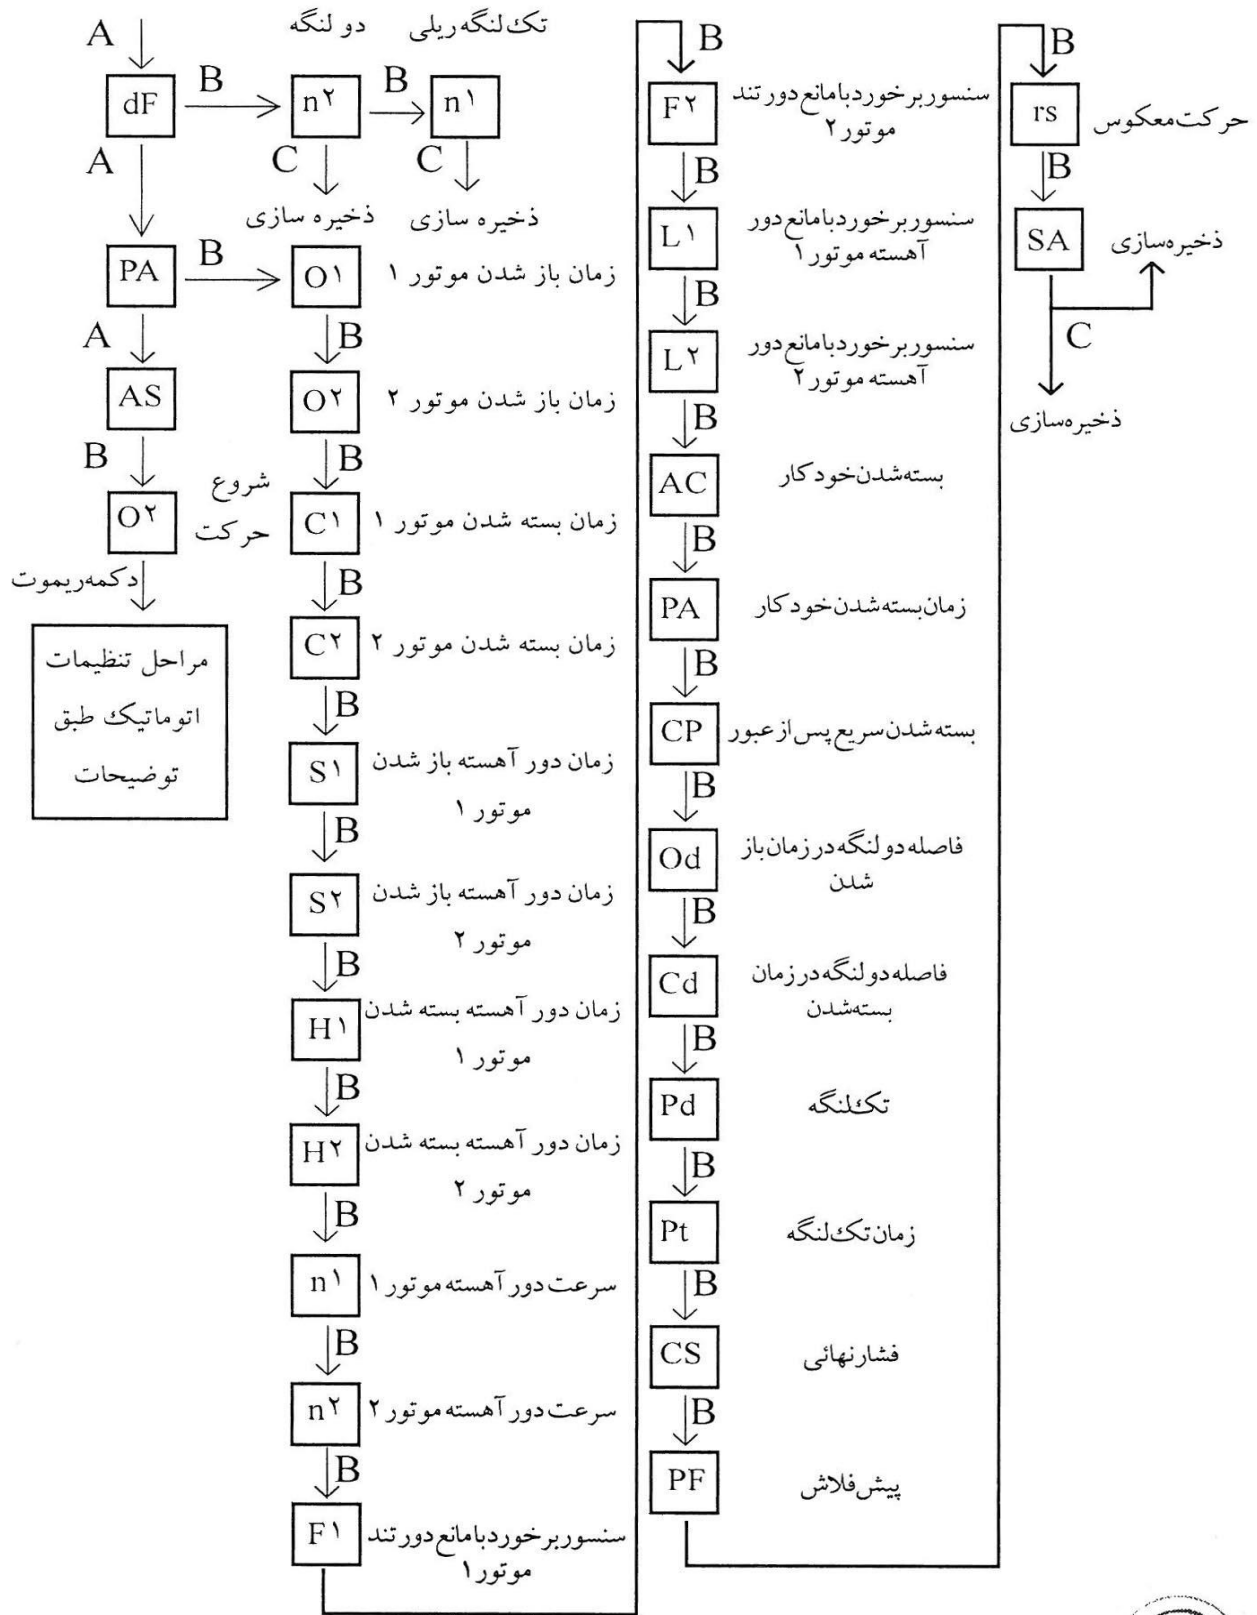 A
دو لنگه
تک لنگه ریلی
dF
B
n۲
B
n۱
A
C
C
ذخیره سازی
ذخیره سازی
PA
B
A
AS
B
O۲
شروع
حرکت
دکمه ریموت
مراحل تنظیمات
اتوماتیک طبق
توضیحات
O۱
زمان باز شدن موتور ۱
B
O۲
زمان باز شدن موتور ۲
B
C۱
زمان بسته شدن موتور ۱
B
C۲
زمان بسته شدن موتور ۲
B
S۱
زمان دور آهسته باز شدن
موتور ۱
B
S۲
زمان دور آهسته باز شدن
موتور ۲
B
H۱
زمان دور آهسته بسته شدن
موتور ۱
B
H۲
زمان دور آهسته بسته شدن
موتور ۲
B
n۱
سرعت دور آهسته موتور ۱
B
n۲
سرعت دور آهسته موتور ۲
B
F۱
سنسور برخورد با مانع دور تند
موتور ۱
B
F۲
سنسور برخورد با مانع دور تند
موتور ۲
B
L۱
سنسور برخورد با مانع دور
آهسته موتور ۱
B
L۲
سنسور برخورد با مانع دور
آهسته موتور ۲
B
AC
بسته شدن خودکار
B
PA
زمان بسته شدن خودکار
B
CP
بسته شدن سریع پس از عبور
B
Od
فاصله دو لنگه در زمان باز
شدن
B
Cd
فاصله دو لنگه در زمان
بسته شدن
B
Pd
تک لنگه
B
Pt
زمان تک لنگه
B
CS
فشار نهائی
B
PF
پیش فلاش
B
rs
حرکت معکوس
B
SA
ذخیره سازی
C
ذخیره سازی